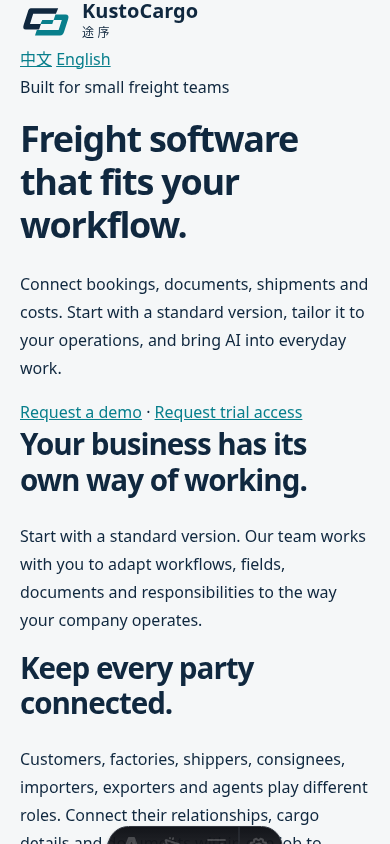 KustoCargo
途序
中文 English
Built for small freight teams
Freight software
that fits your
workflow.
Connect bookings, documents, shipments and
costs. Start with a standard version, tailor it to
your operations, and bring AI into everyday
work.
Request a demo · Request trial access
Your business has its
own way of working.
Start with a standard version. Our team works
with you to adapt workflows, fields,
documents and responsibilities to the way
your company operates.
Keep every party
connected.
Customers, factories, shippers, consignees,
importers, exporters and agents play different
roles. Connect their relationships, cargo
details and job to